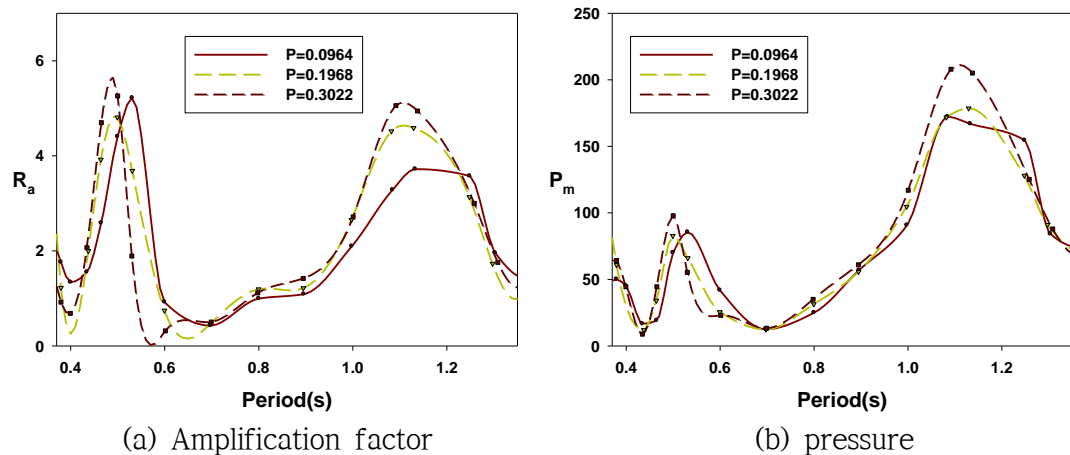 6
4
2
0
R_a
P=0.0964
P=0.1968
P=0.3022
0.4 0.6 0.8 1.0 1.2
Period(s)
(a) Amplification factor
250
200
150
100
50
0
P_m
P=0.0964
P=0.1968
P=0.3022
0.4 0.6 0.8 1.0 1.2
Period(s)
(b) pressure